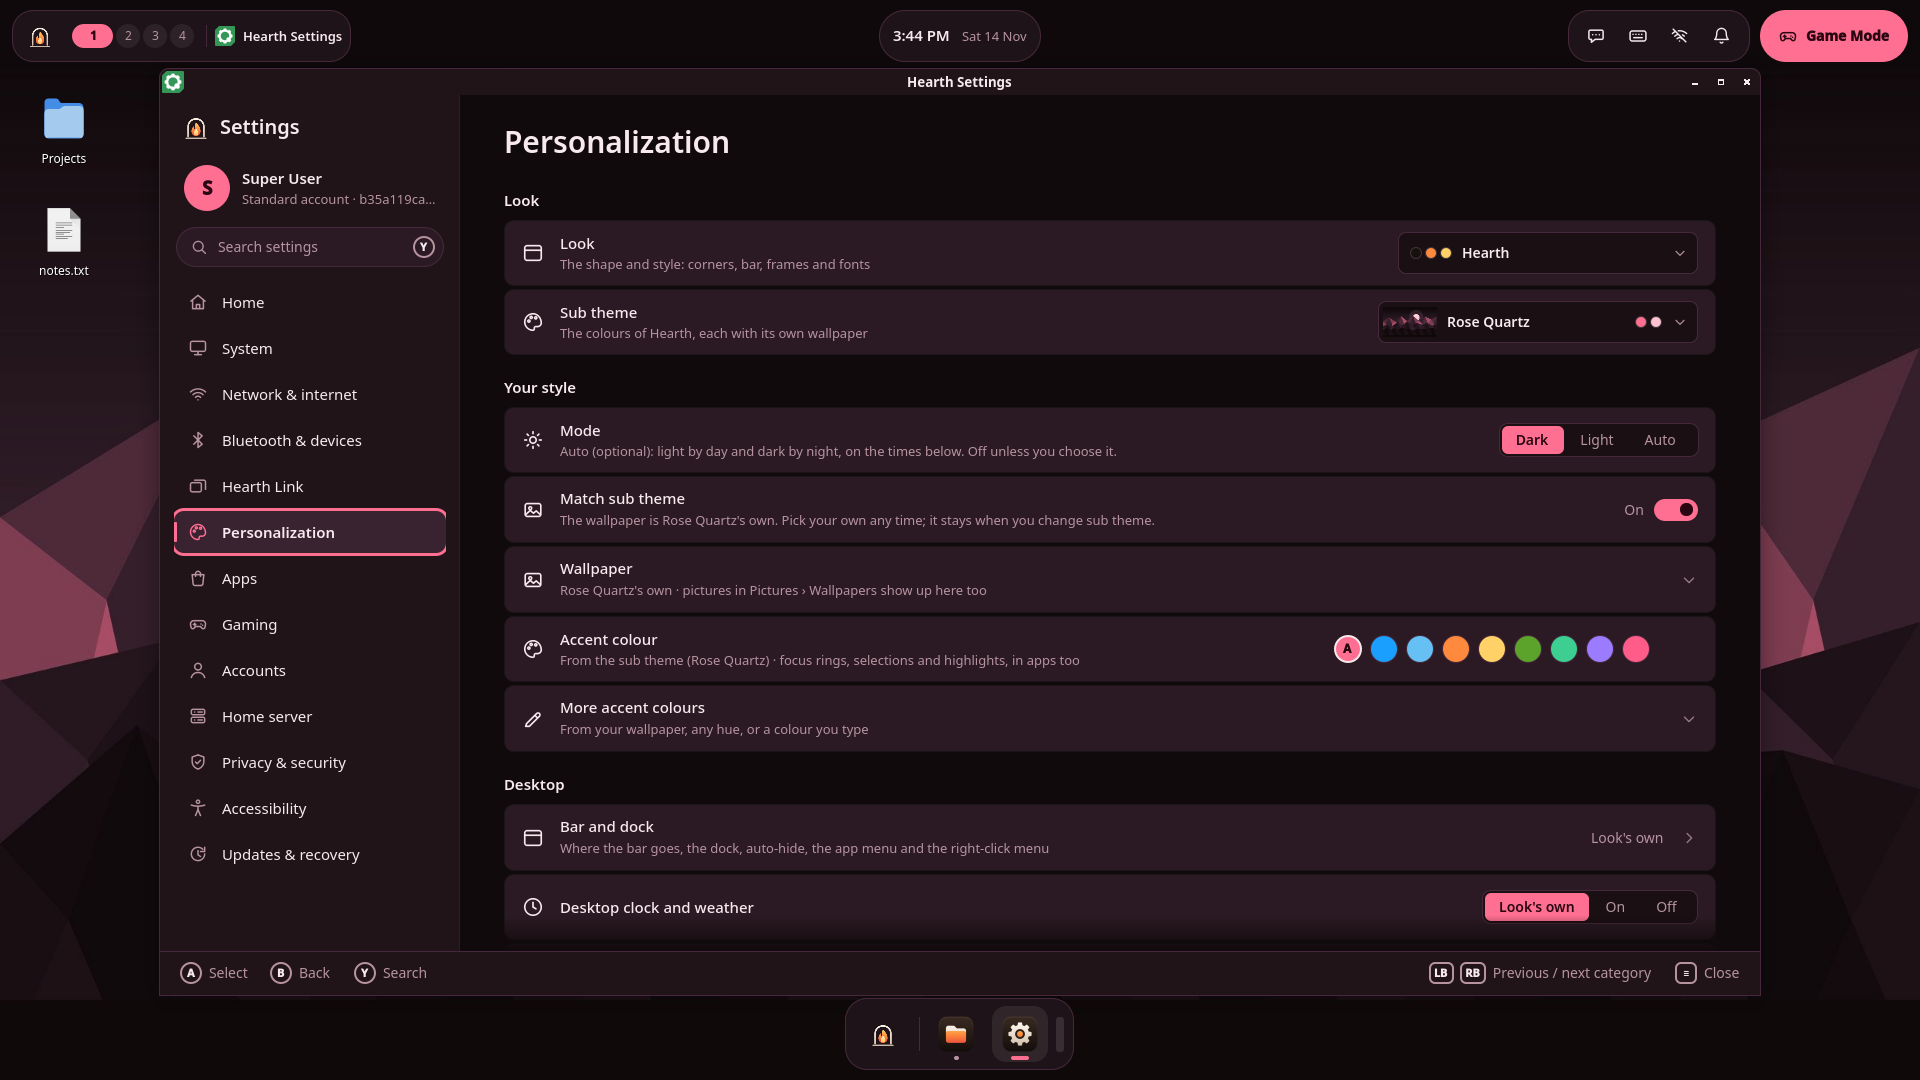 1 2 3 4 Hearth Settings
3:44 PM Sat 14 Nov
Game Mode
Projects
notes.txt
Hearth Settings
Settings
S
Super User
Standard account · b35a119ca...
Search settings Y
Home
System
Network & internet
Bluetooth & devices
Hearth Link
Personalization
Apps
Gaming
Accounts
Home server
Privacy & security
Accessibility
Updates & recovery
Personalization
Look
Look
The shape and style: corners, bar, frames and fonts
Hearth
Sub theme
The colours of Hearth, each with its own wallpaper
Rose Quartz
Your style
Mode
Auto (optional): light by day and dark by night, on the times below. Off unless you choose it.
Dark Light Auto
Match sub theme
The wallpaper is Rose Quartz's own. Pick your own any time; it stays when you change sub theme.
On
Wallpaper
Rose Quartz's own · pictures in Pictures › Wallpapers show up here too
Accent colour
From the sub theme (Rose Quartz) · focus rings, selections and highlights, in apps too
A
More accent colours
From your wallpaper, any hue, or a colour you type
Desktop
Bar and dock
Where the bar goes, the dock, auto-hide, the app menu and the right-click menu
Look's own
Desktop clock and weather
Look's own On Off
A Select B Back Y Search
LB RB Previous / next category ≡ Close